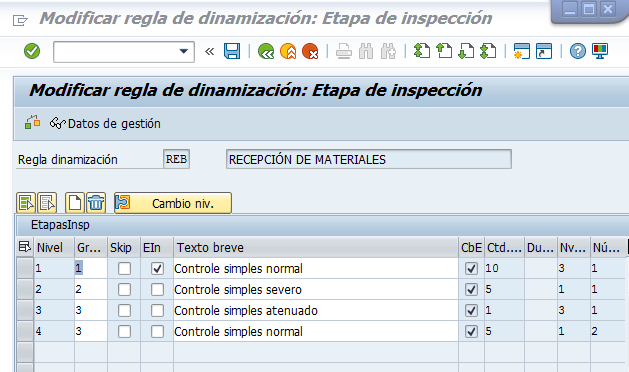 Modificar regla de dinamización: Etapa de inspección
Modificar regla de dinamización: Etapa de inspección
Datos de gestión
Regla dinamización REB RECEPCIÓN DE MATERIALES
Cambio niv.
EtapasInsp
Nivel Gr... Skip EIn Texto breve CbE Ctd.... Du... Nv... Nú...
1 1 Controle simples normal 10 3 1
2 2 Controle simples severo 5 1 1
3 3 Controle simples atenuado 1 3 1
4 3 Controle simples normal 5 1 2